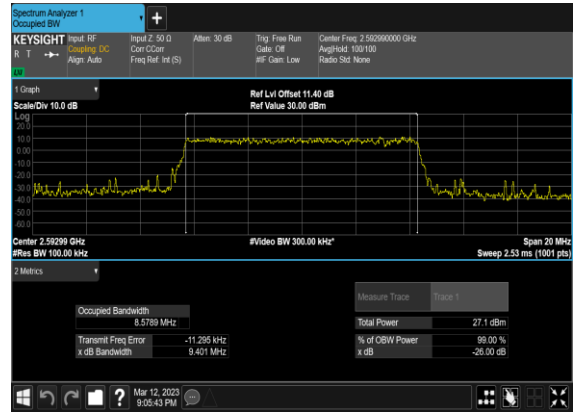 Spectrum Analyzer 1
Occupied BW
+
KEYSIGHT Input: RF Input Z: 50 Ω Atten: 30 dB Trig: Free Run Center Freq: 2.592990000 GHz
R T Coupling: DC Corr CCorr Gate: Off Avg|Hold: 100/100
Align: Auto Freq Ref: Int (S) #IF Gain: Low Radio Std: None
LW
1 Graph
Ref Lvl Offset 11.40 dB
Scale/Div 10.0 dB Ref Value 30.00 dBm
Log
20.0
10.0
0.00
-10.0
-20.0
-30.0
-40.0
-50.0
-60.0
Center 2.59299 GHz #Video BW 300.00 kHz* Span 20 MHz
#Res BW 100.00 kHz Sweep 2.53 ms (1001 pts)
2 Metrics
Measure Trace Trace 1
Occupied Bandwidth
8.5789 MHz Total Power 27.1 dBm
Transmit Freq Error -11.295 kHz % of OBW Power 99.00 %
x dB Bandwidth 9.401 MHz x dB -26.00 dB
? Mar 12, 2023
9:05:43 PM